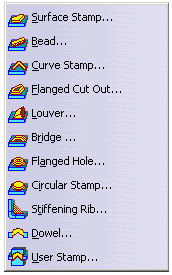 Surface Stamp...
Bead...
Curve Stamp...
Flanged Cut Out...
Louver...
Bridge ...
Flanged Hole...
Circular Stamp...
Stiffening Rib...
Dowel...
User Stamp...